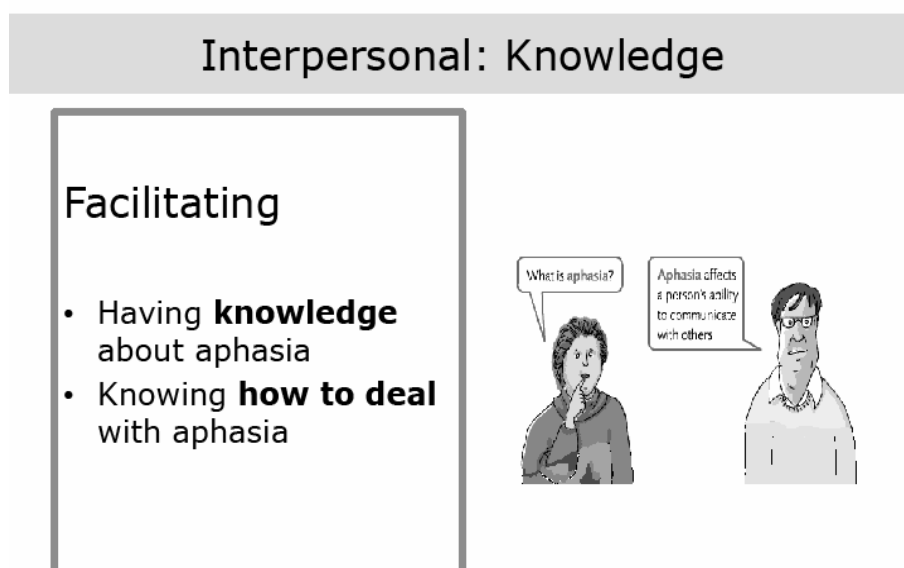 Interpersonal: Knowledge
Facilitating
• Having knowledge
about aphasia
• Knowing how to deal
with aphasia
What is aphasia?
Aphasia affects
a person's ability
to communicate
with others